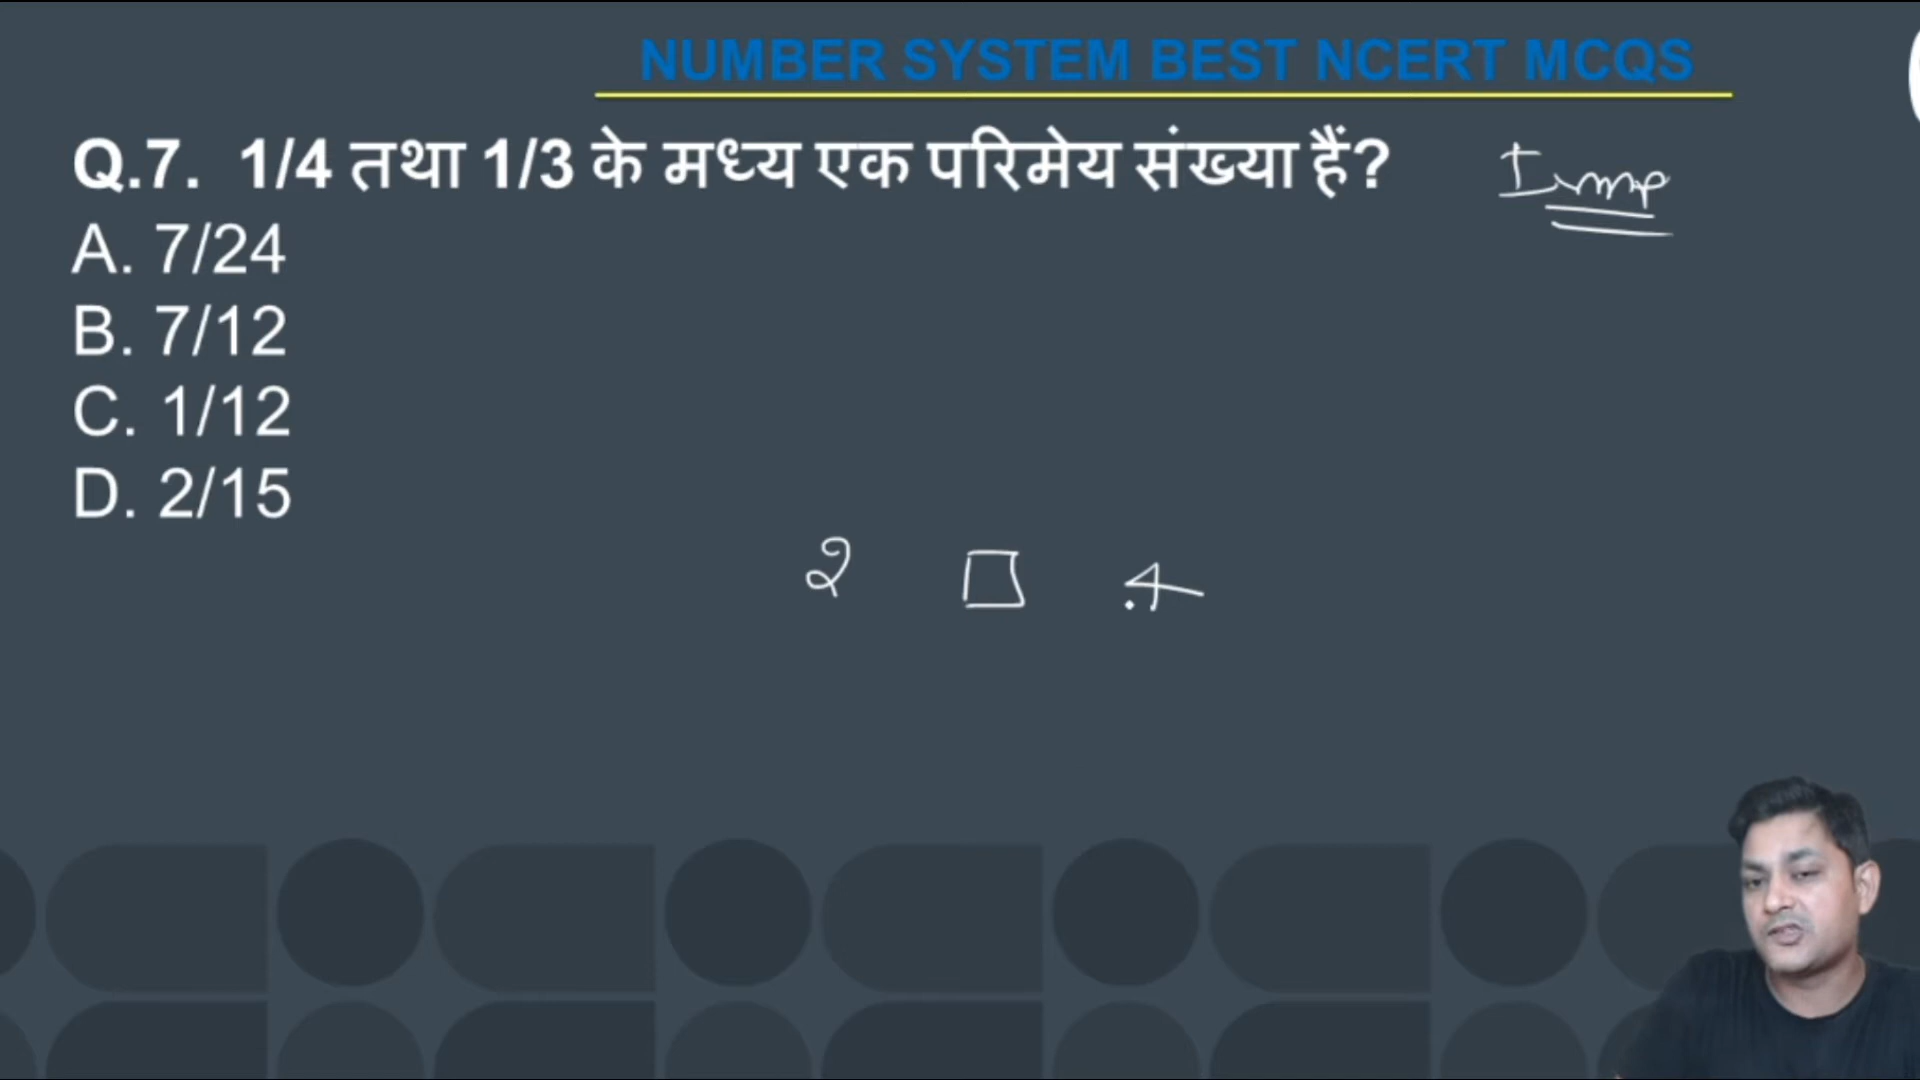 NUMBER SYSTEM BEST NCERT MCQS
Q.7. 1/4 तथा 1/3 के मध्य एक परिमेय संख्या हैं?
Imp
A. 7/24
B. 7/12
C. 1/12
D. 2/15
2 □ 4